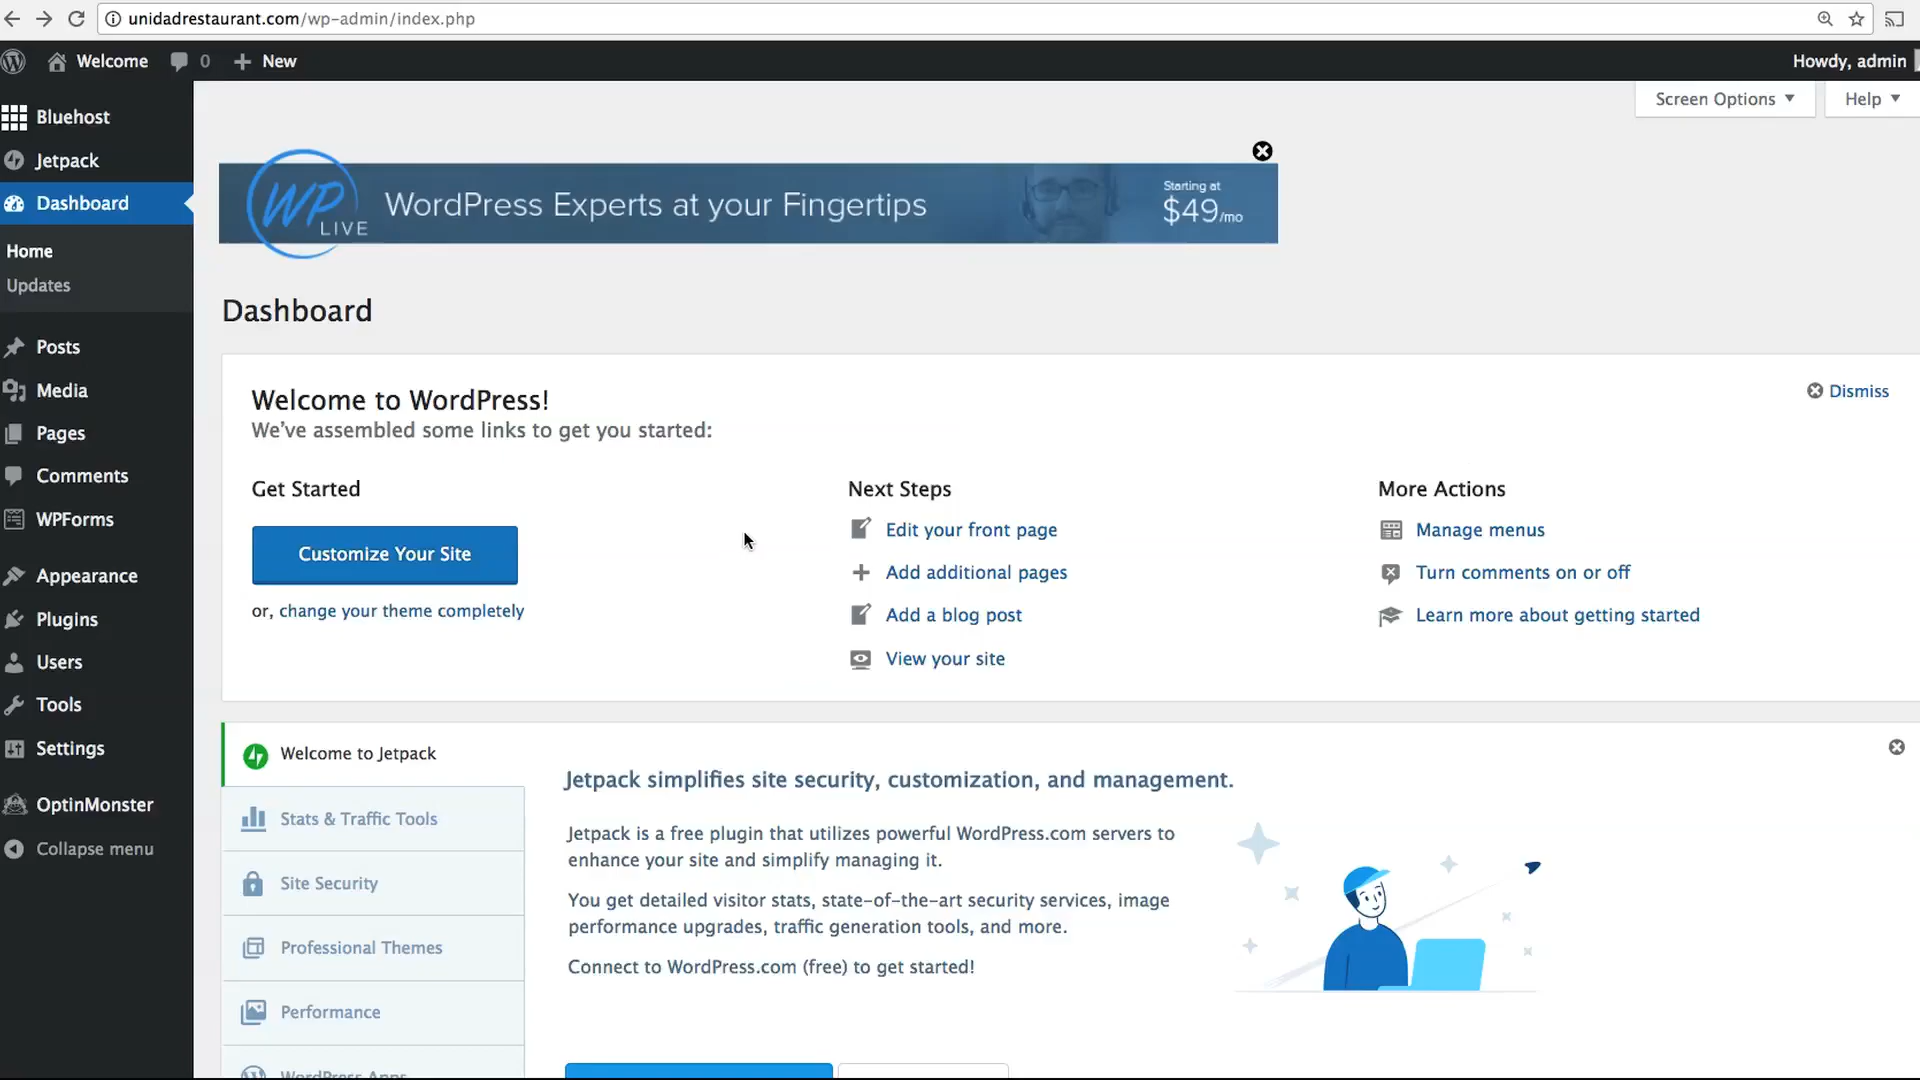 unidadrestaurant.com/wp-admin/index.php
Welcome
0
New
Howdy, admin
Bluehost
Jetpack
Dashboard
Home
Updates
Posts
Media
Pages
Comments
WPForms
Appearance
Plugins
Users
Tools
Settings
OptinMonster
Collapse menu
Screen Options
Help
WP
LIVE
WordPress Experts at your Fingertips
Starting at
$49/mo
Dashboard
Welcome to WordPress!
We've assembled some links to get you started:
Dismiss
Get Started
Customize Your Site
or, change your theme completely
Next Steps
Edit your front page
Add additional pages
Add a blog post
View your site
More Actions
Manage menus
Turn comments on or off
Learn more about getting started
Welcome to Jetpack
Stats & Traffic Tools
Site Security
Professional Themes
Performance
WordPress Apps
Jetpack simplifies site security, customization, and management.
Jetpack is a free plugin that utilizes powerful WordPress.com servers to
enhance your site and simplify managing it.
You get detailed visitor stats, state-of-the-art security services, image
performance upgrades, traffic generation tools, and more.
Connect to WordPress.com (free) to get started!